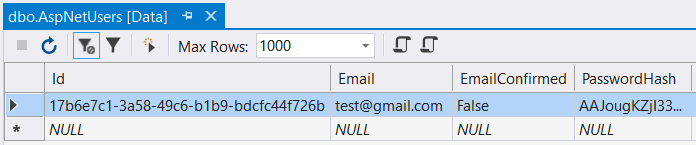 dbo.AspNetUsers [Data]
Max Rows: 1000
Id Email EmailConfirmed PasswordHash
17b6e7c1-3a58-49c6-b1b9-bdcfc44f726b test@gmail.com False AAJougKZjI33...
NULL NULL NULL NULL